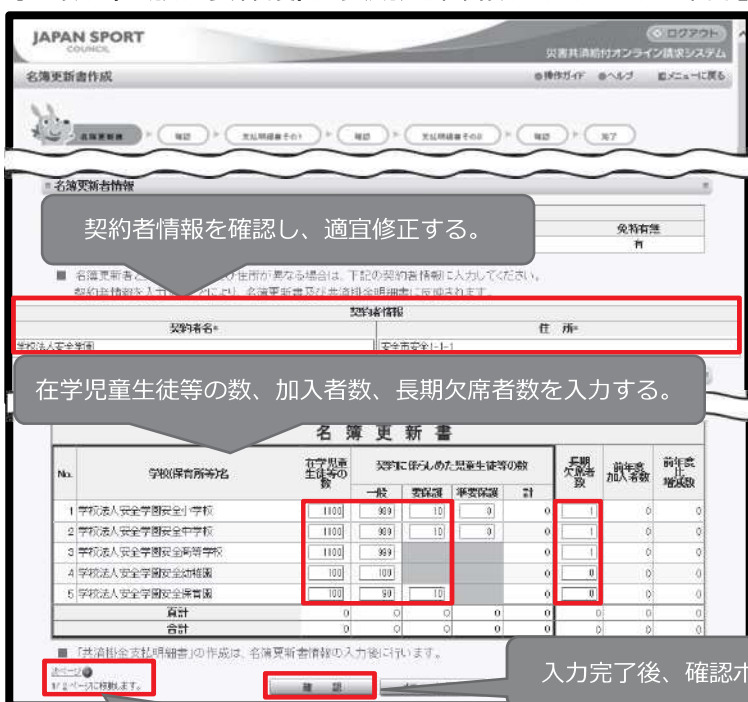 JAPAN SPORT
COUNCIL
ログアウト
災害共済給付オンライン請求システム
名簿更新書作成
操作ガイド ヘルプ メニューに戻る
名簿更新書 確認 支払明細書その1 確認 支払明細書その2 確認 完了
名簿更新者情報
契約者情報を確認し、適宜修正する。
免特有無
有
■ 名簿更新者と
住所が異なる場合は、下記の契約者情報に入力してください。
契約者情報を入力
により、名簿更新書及び共済掛金明細書に反映されます。
契約者情報
契約者名* 住 所*
学校法人安全学園 安全市安全1-1-1
在学児童生徒等の数、加入者数、長期欠席者数を入力する。
名 簿 更 新 書
No. 学校(保育所等)名 在学児童生徒等の数 契約に係らしめた児童生徒等の数 長期欠席者数 前年度加入者数 前年度比増減数
一般 要保護 準要保護 計
1 学校法人安全学園安全小学校 1100 989 10 0 0 1 0 0
2 学校法人安全学園安全中学校 1100 989 10 0 0 1 0 0
3 学校法人安全学園安全高等学校 1100 999 0 1 0 0
4 学校法人安全学園安全幼稚園 100 100 0 0 0 0
5 学校法人安全学園安全保育園 100 90 10 0 0 0 0
頁計 0 0 0 0 0 0 0 0
合計 0 0 0 0 0 0 0 0
■ 「共済掛金支払明細書」の作成は、名簿更新書情報の入力後に行います。
次ページ
1/2ページに移動します。
確 認
入力完了後、確認ボ